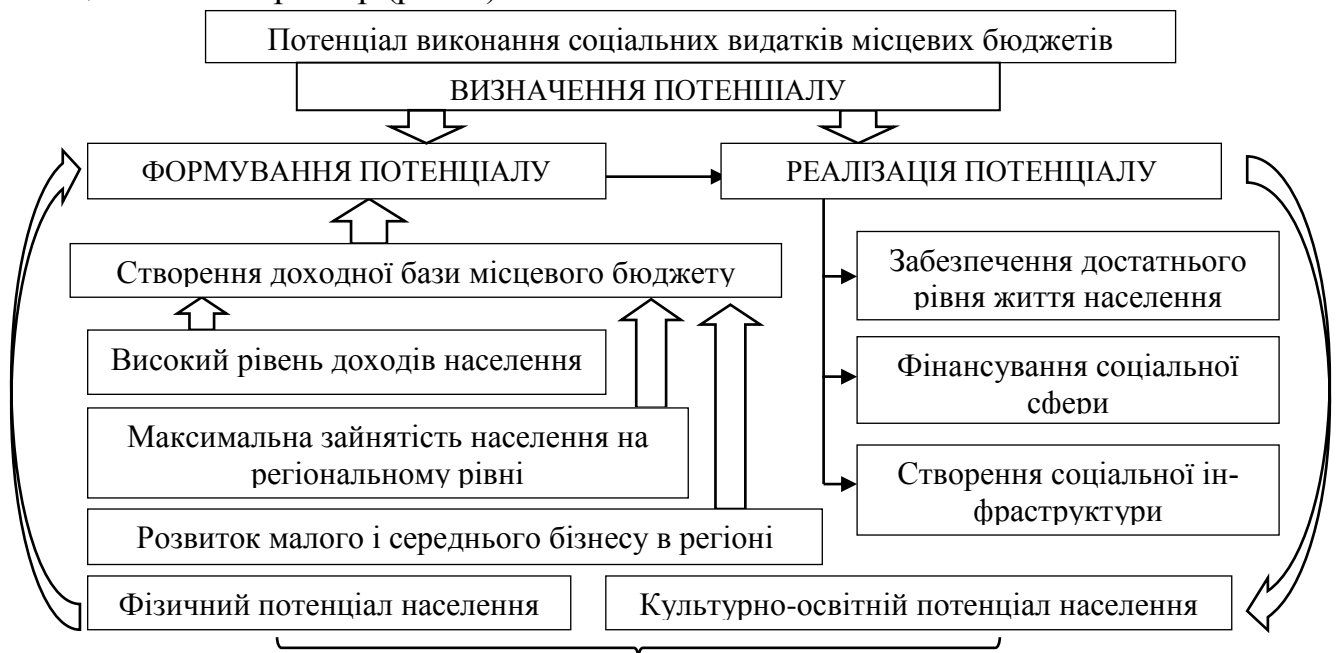 Потенціал виконання соціальних видатків місцевих бюджетів
ВИЗНАЧЕННЯ ПОТЕНЦІАЛУ
ФОРМУВАННЯ ПОТЕНЦІАЛУ
РЕАЛІЗАЦІЯ ПОТЕНЦІАЛУ
Створення доходної бази місцевого бюджету
Забезпечення достатнього
рівня життя населення
Високий рівень доходів населення
Фінансування соціальної
сфери
Максимальна зайнятість населення на
регіональному рівні
Створення соціальної ін-
фраструктури
Розвиток малого і середнього бізнесу в регіоні
Фізичний потенціал населення
Культурно-освітній потенціал населення